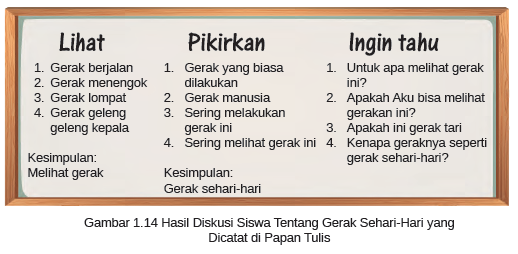 Lihat
1. Gerak berjalan
2. Gerak menengok
3. Gerak lompat
4. Gerak geleng
geleng kepala
Kesimpulan:
Melihat gerak
Pikirkan
1. Gerak yang biasa
dilakukan
2. Gerak manusia
3. Sering melakukan
gerak ini
4. Sering melihat gerak ini
Kesimpulan:
Gerak sehari-hari
Ingin tahu
1. Untuk apa melihat gerak
ini?
2. Apakah Aku bisa melihat
gerakan ini?
3. Apakah ini gerak tari
4. Kenapa geraknya seperti
gerak sehari-hari?
Gambar 1.14 Hasil Diskusi Siswa Tentang Gerak Sehari-Hari yang
Dicatat di Papan Tulis